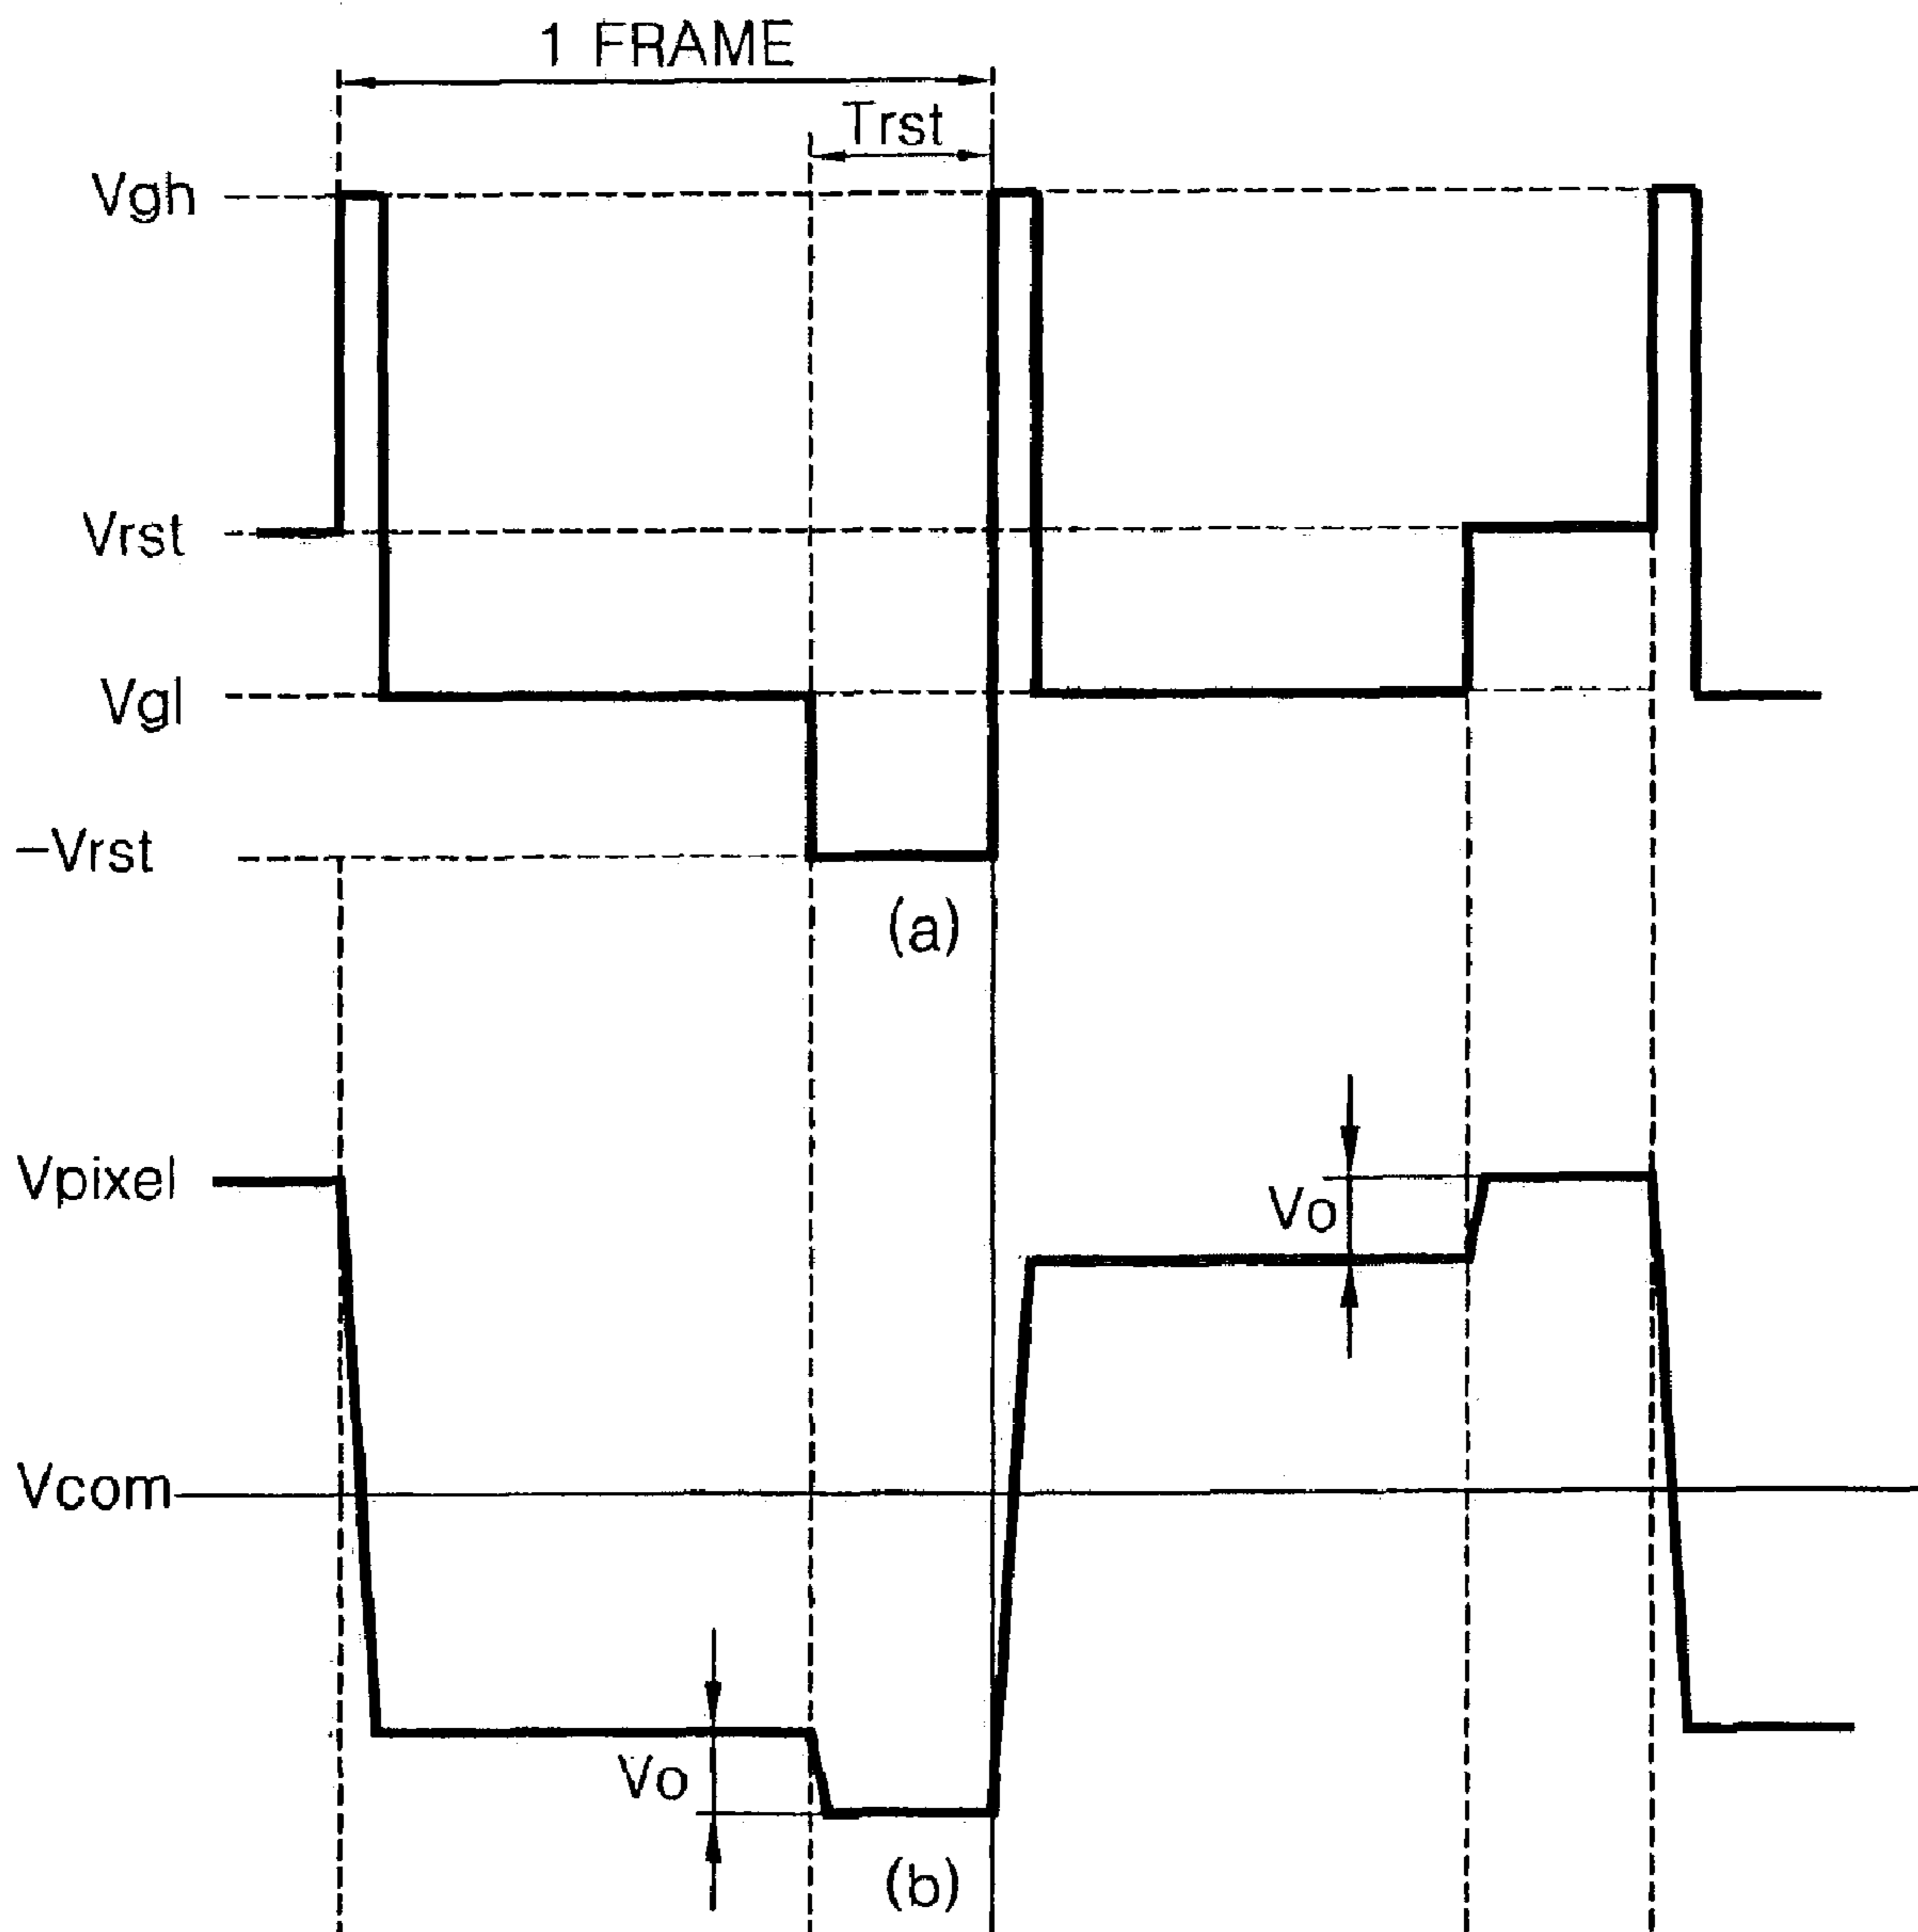 1 FRAME
Trst
Vgh
Vrst
Vgl
−Vrst
(a)
Vpixel
Vo
Vcom
Vo
(b)